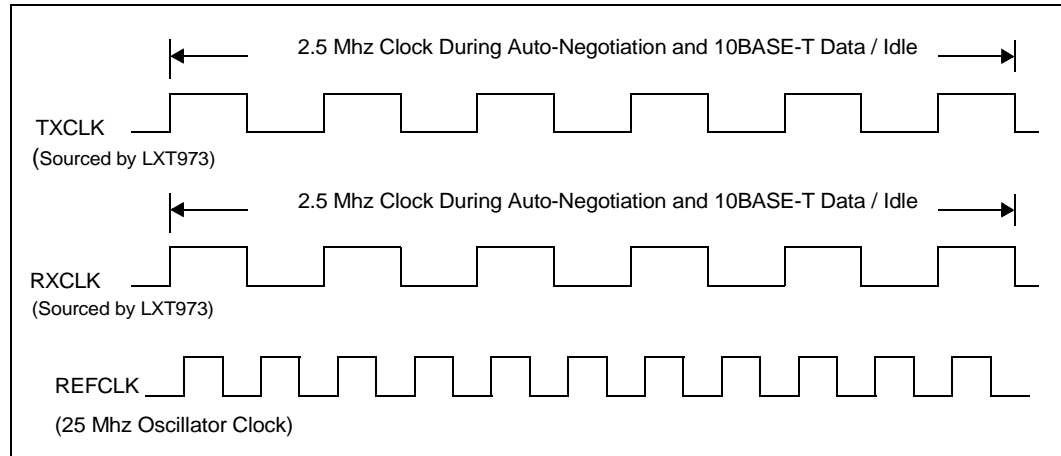 2.5 Mhz Clock During Auto-Negotiation and 10BASE-T Data / Idle
TXCLK
(Sourced by LXT973)
2.5 Mhz Clock During Auto-Negotiation and 10BASE-T Data / Idle
RXCLK
(Sourced by LXT973)
REFCLK
(25 Mhz Oscillator Clock)